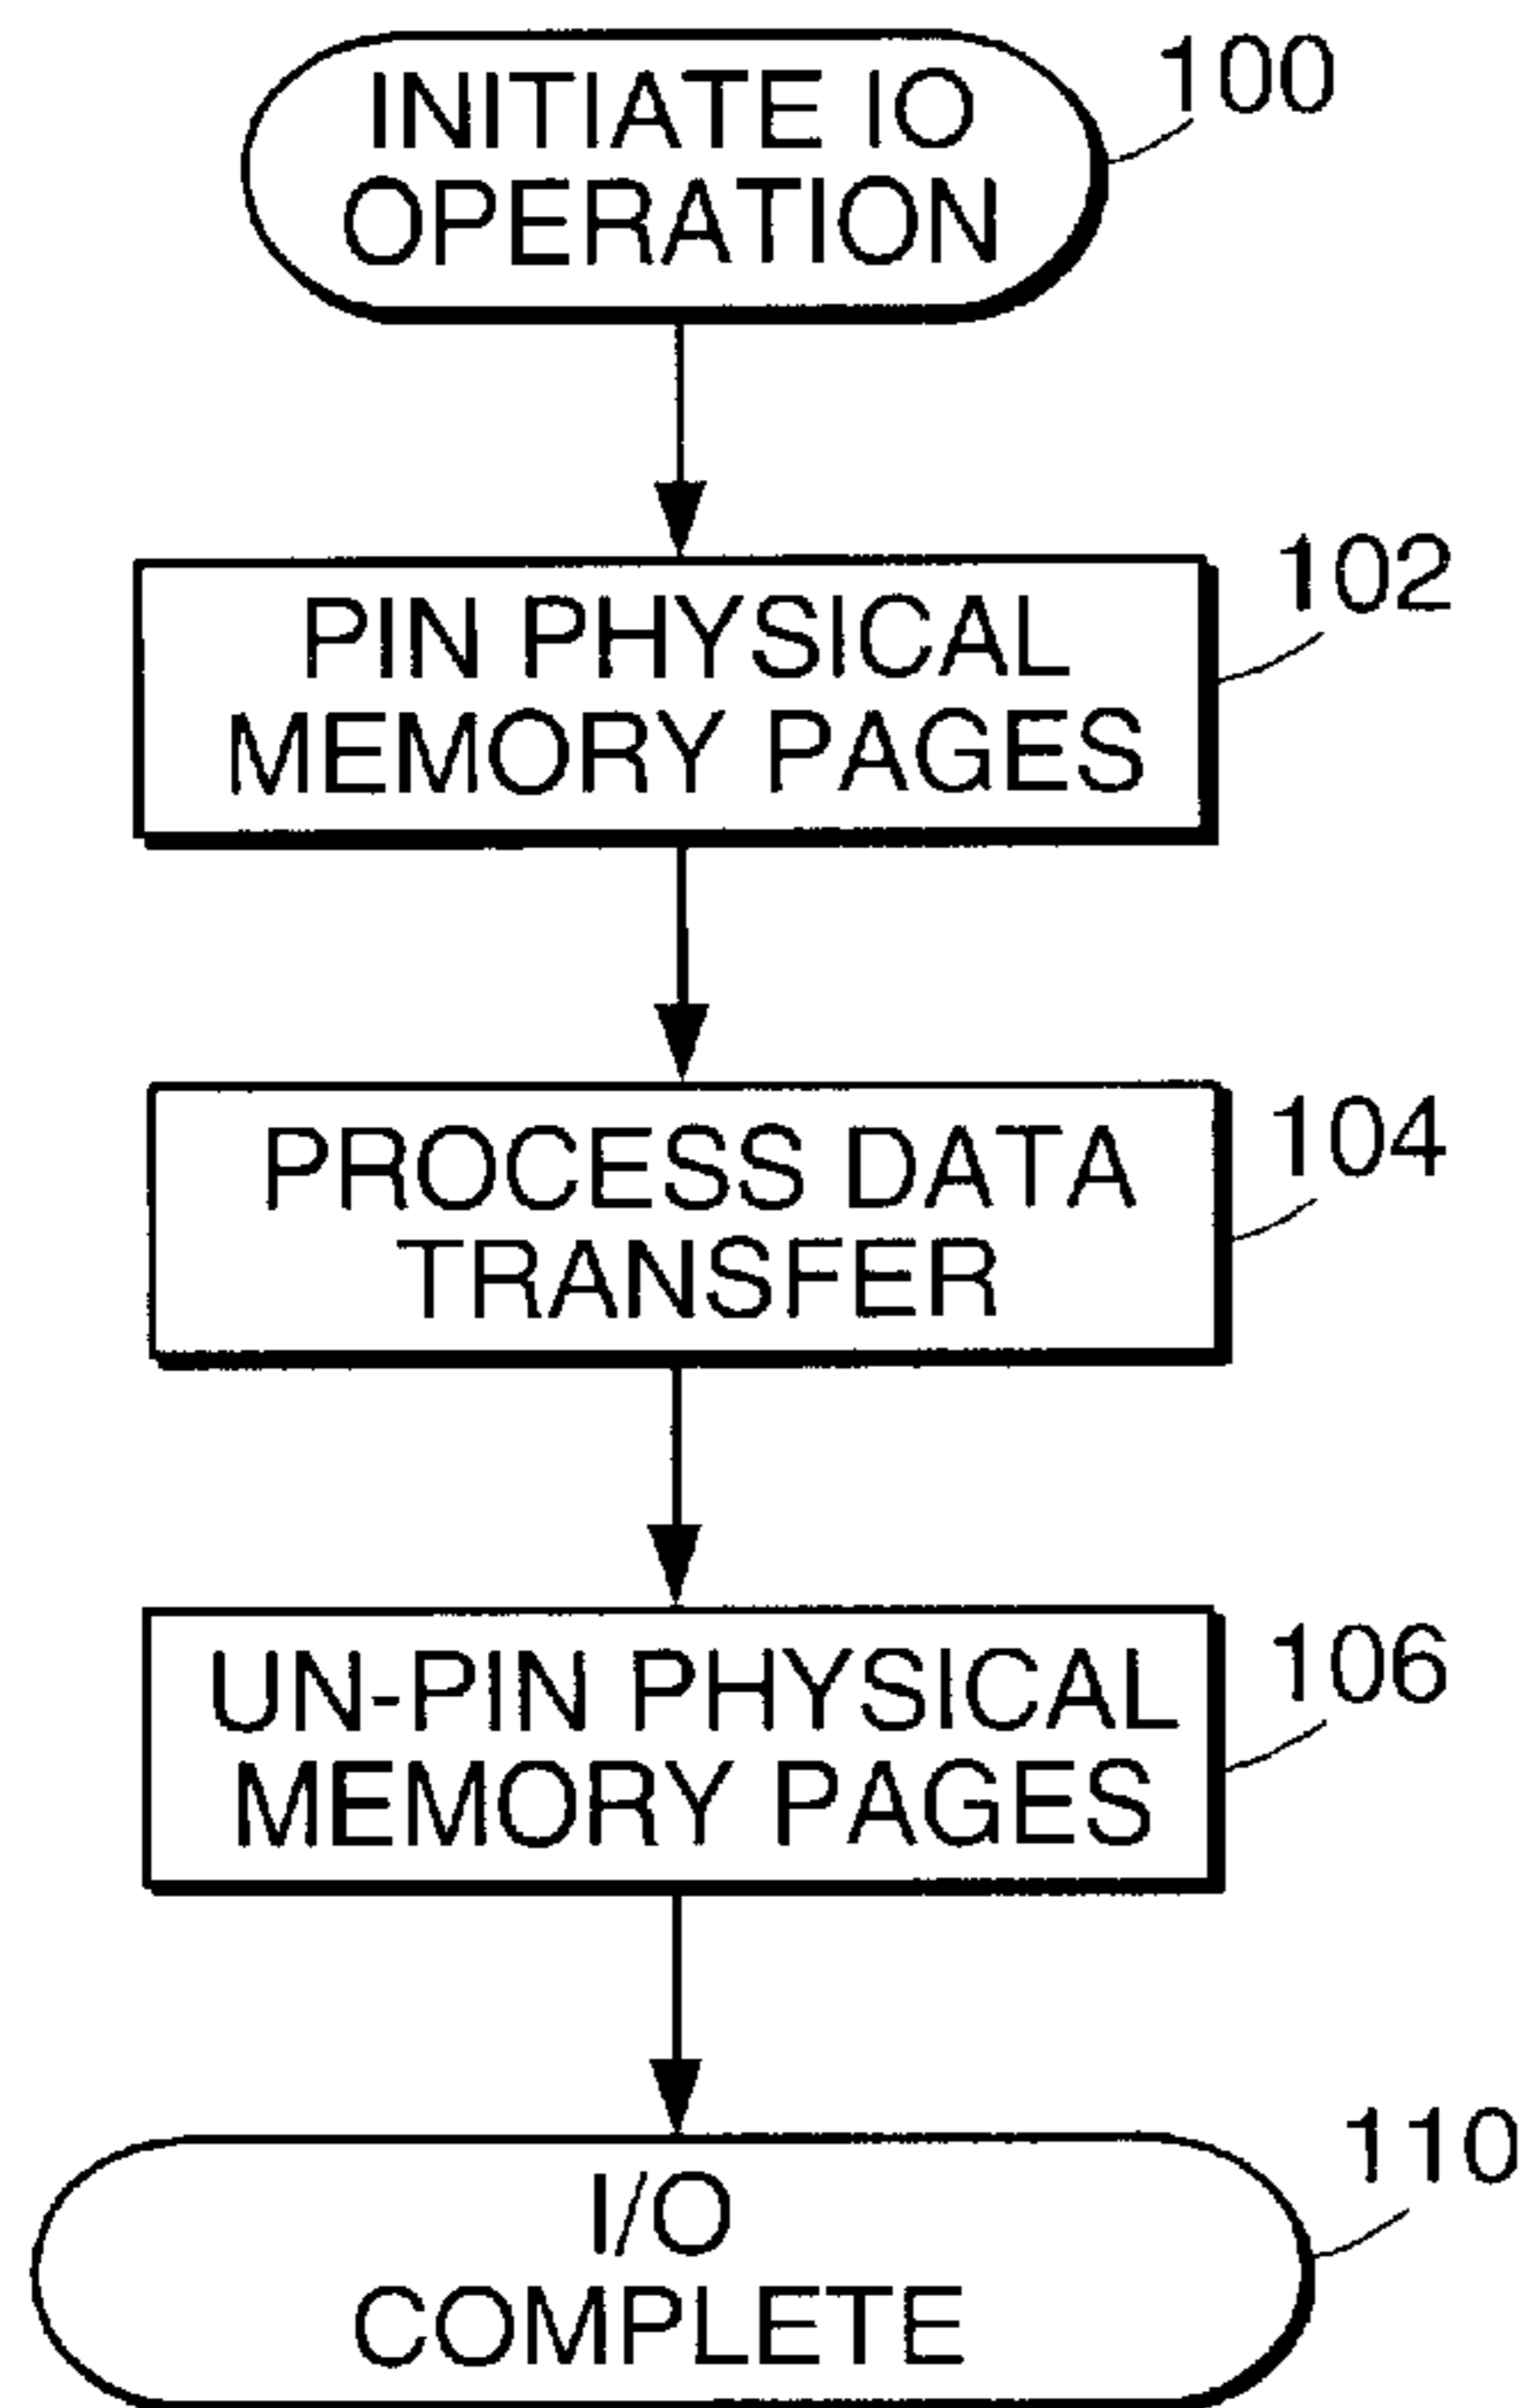 INITIATE IO
OPERATION
100
PIN PHYSICAL
MEMORY PAGES
102
PROCESS DATA
TRANSFER
104
UN-PIN PHYSICAL
MEMORY PAGES
106
I/O
COMPLETE
110